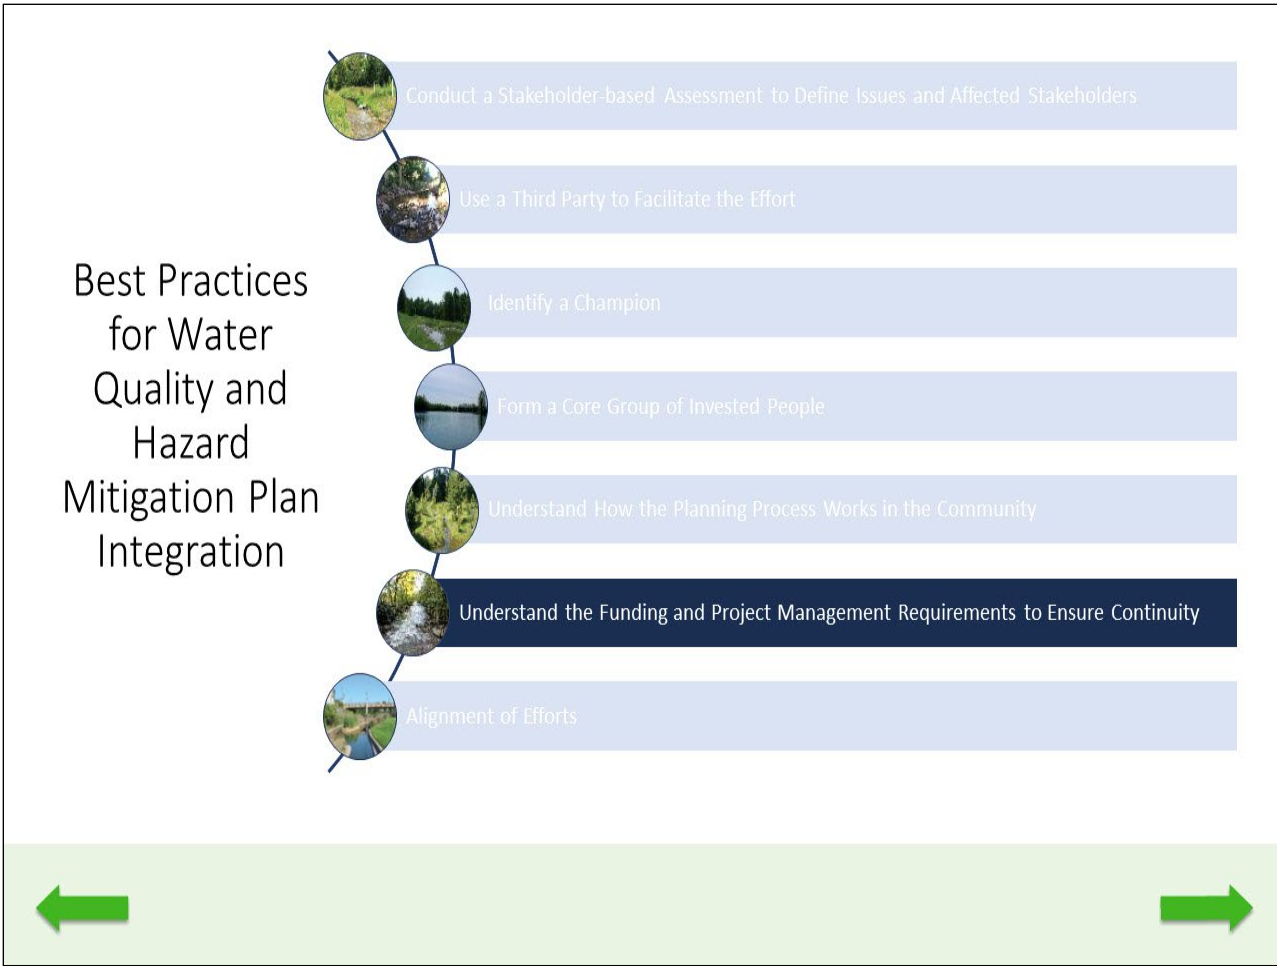 Best Practices
for Water
Quality and
Hazard
Mitigation Plan
Integration
Conduct a Stakeholder-based Assessment to Define Issues and Affected Stakeholders
Use a Third Party to Facilitate the Effort
Identify a Champion
Form a Core Group of Invested People
Understand How the Planning Process Works in the Community
Understand the Funding and Project Management Requirements to Ensure Continuity
Alignment of Efforts